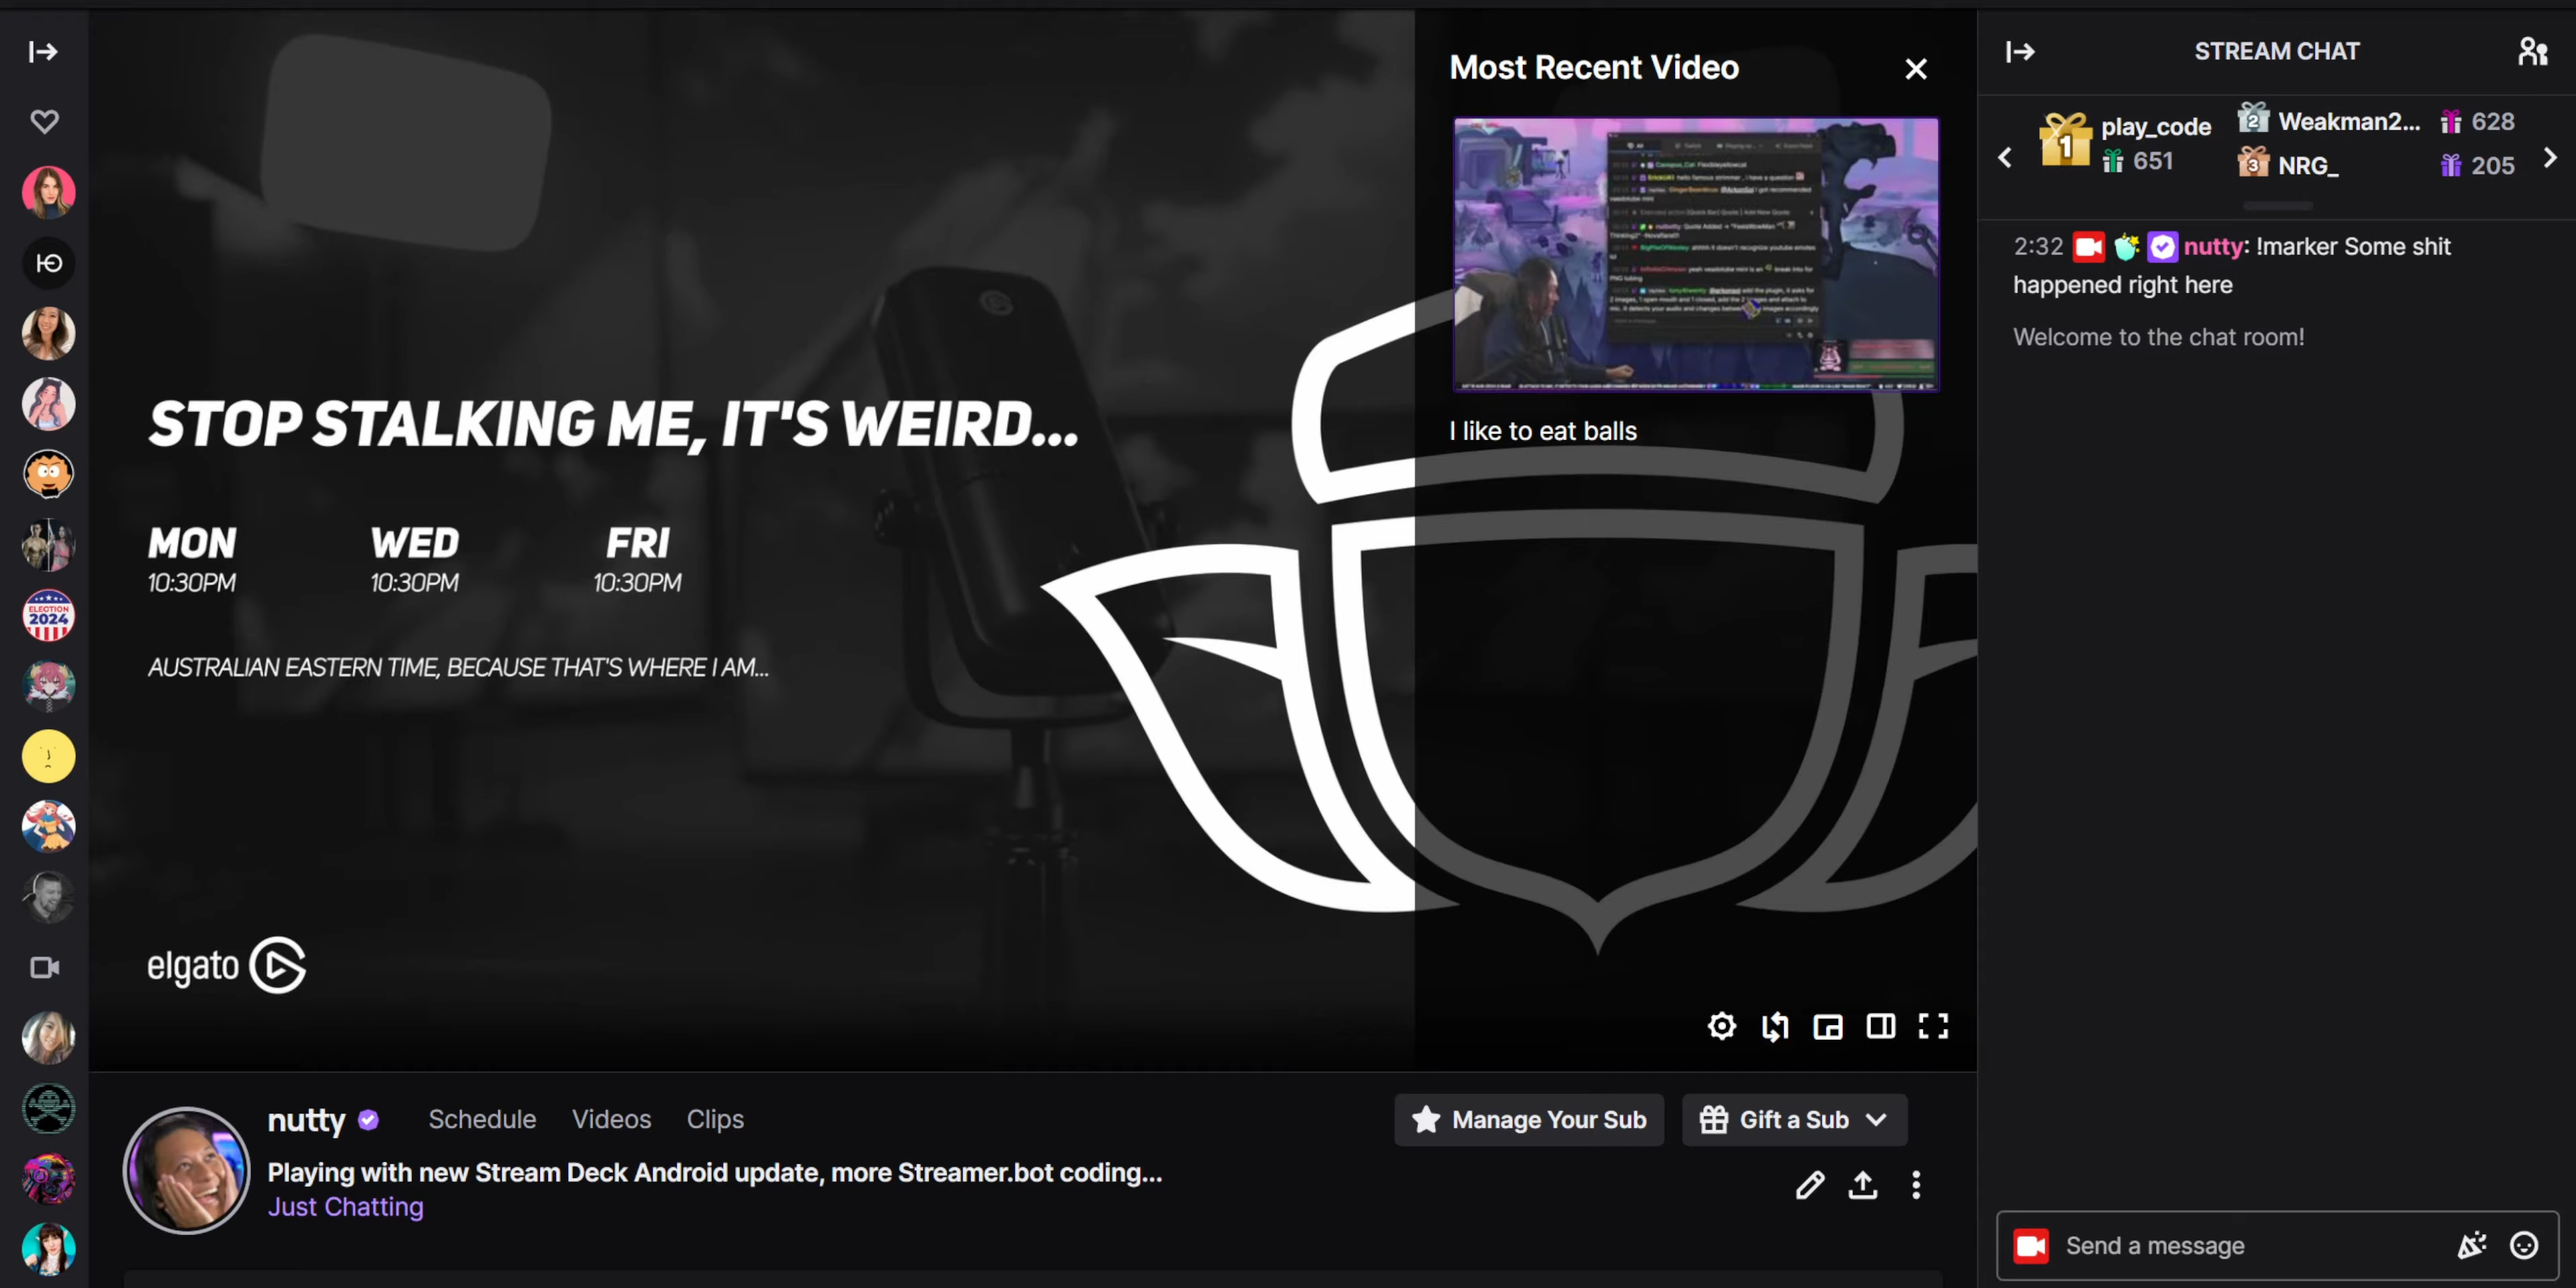 STREAM CHAT
1 play_code
651
2 Weakman2... 628
3 NRG_ 205
2:32 nutty: !marker Some shit
happened right here
Welcome to the chat room!
Most Recent Video
I like to eat balls
STOP STALKING ME, IT'S WEIRD...
MON WED FRI
10:30PM 10:30PM 10:30PM
AUSTRALIAN EASTERN TIME, BECAUSE THAT'S WHERE I AM...
elgato
ELECTION
2024
nutty Schedule Videos Clips
Manage Your Sub Gift a Sub
Playing with new Stream Deck Android update, more Streamer.bot coding...
Just Chatting
Send a message